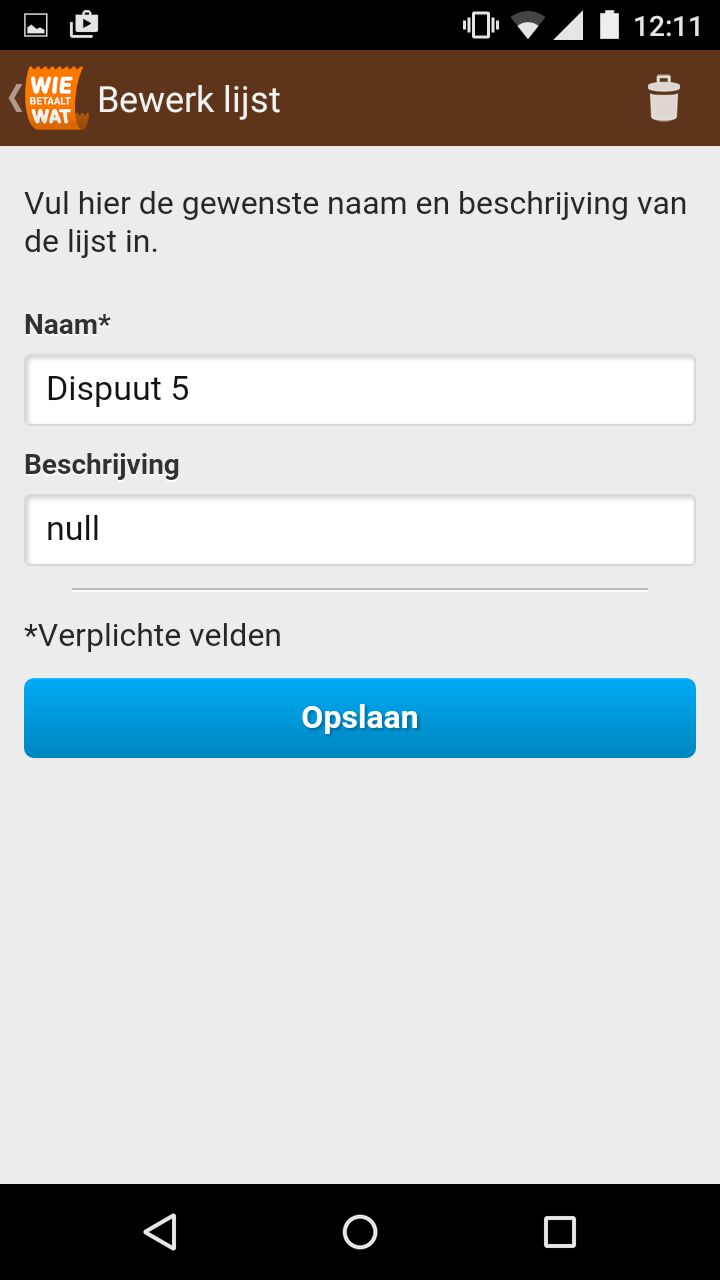 12:11
WIE
BETAALT
WAT
Bewerk lijst
Vul hier de gewenste naam en beschrijving van
de lijst in.
Naam*
Dispuut 5
Beschrijving
null
*Verplichte velden
Opslaan